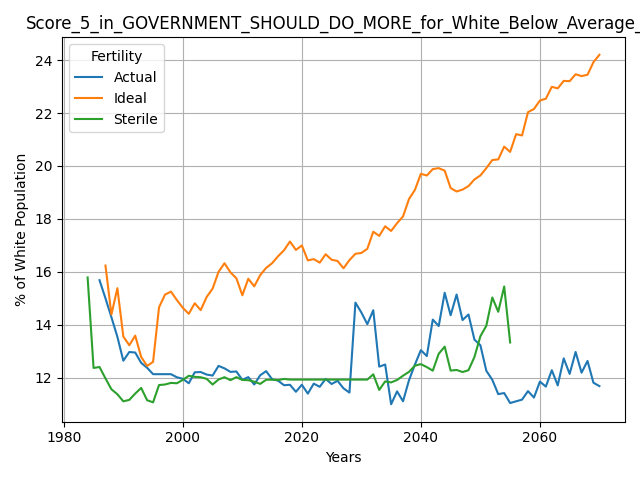 Score_5_in_GOVERNMENT_SHOULD_DO_MORE_for_White_Below_Average_
Fertility
Actual
Ideal
Sterile
24
22
20
18
16
14
12
% of White Population
1980
2000
2020
2040
2060
Years